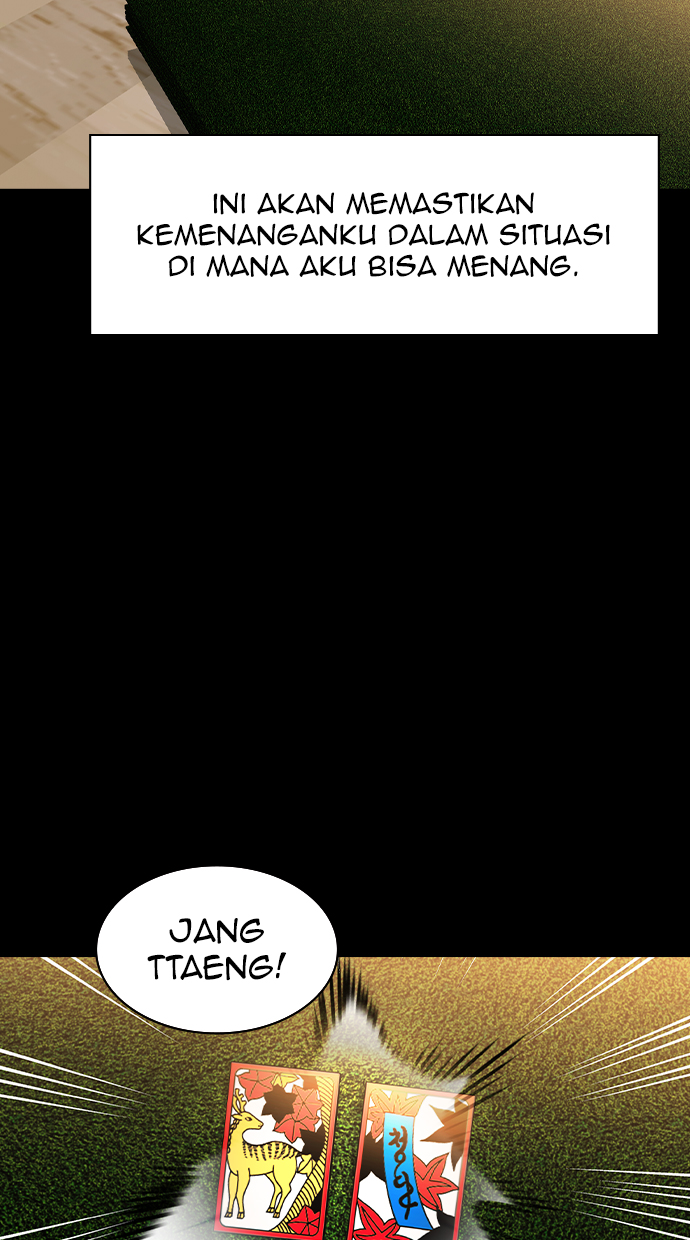 INI AKAN MEMASTIKAN
KEMENANGANKU DALAM SITUASI
DI MANA AKU BISA MENANG.
JANG
TTAENG!